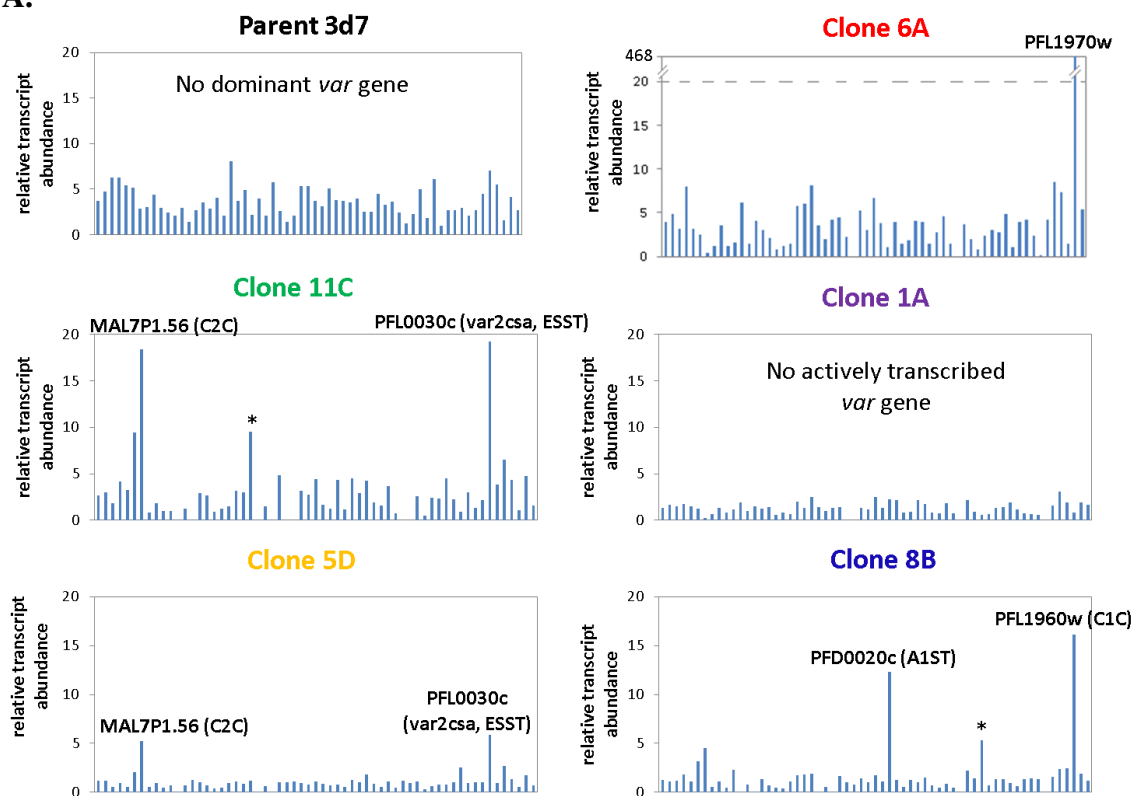 A.
Parent 3d7
20
15
10
5
0
relative transcript
abundance
No dominant var gene
Clone 6A
PFL1970w
468
20
15
10
5
0
relative transcript
abundance
Clone 11C
MAL7P1.56 (C2C)
PFL0030c (var2csa, ESST)
20
15
10
5
0
relative transcript
abundance
*
Clone 1A
20
15
10
5
0
relative transcript
abundance
No actively transcribed
var gene
Clone 5D
20
15
10
5
0
relative transcript
abundance
MAL7P1.56 (C2C)
PFL0030c
(var2csa, ESST)
Clone 8B
20
15
10
5
0
relative transcript
abundance
PFL1960w (C1C)
PFD0020c (A1ST)
*